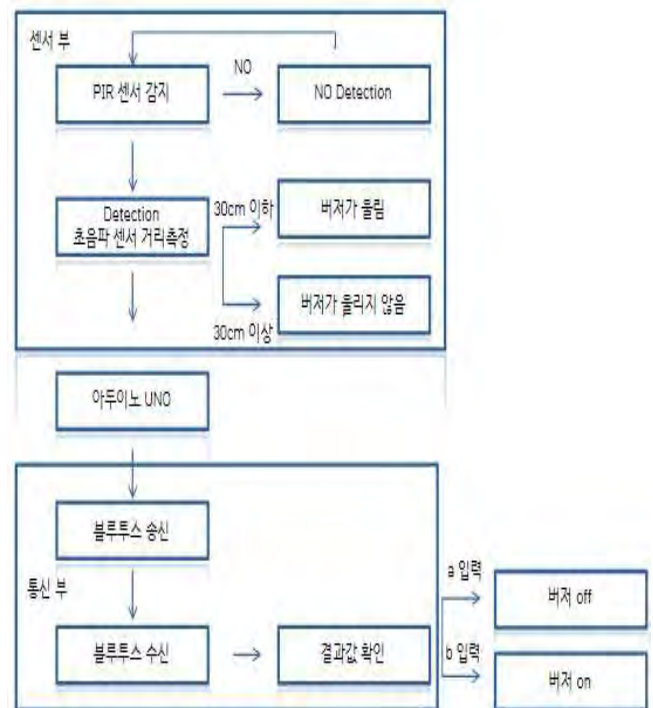 센서 부
PIR 센서 감지
NO
NO Detection
Detection
초음파 센서 거리측정
30cm 이하
버저가 울림
30cm 이상
버저가 울리지 않음
아두이노 UNO
블루투스 송신
통신 부
블루투스 수신
결과값 확인
a 입력
버저 off
b 입력
버저 on